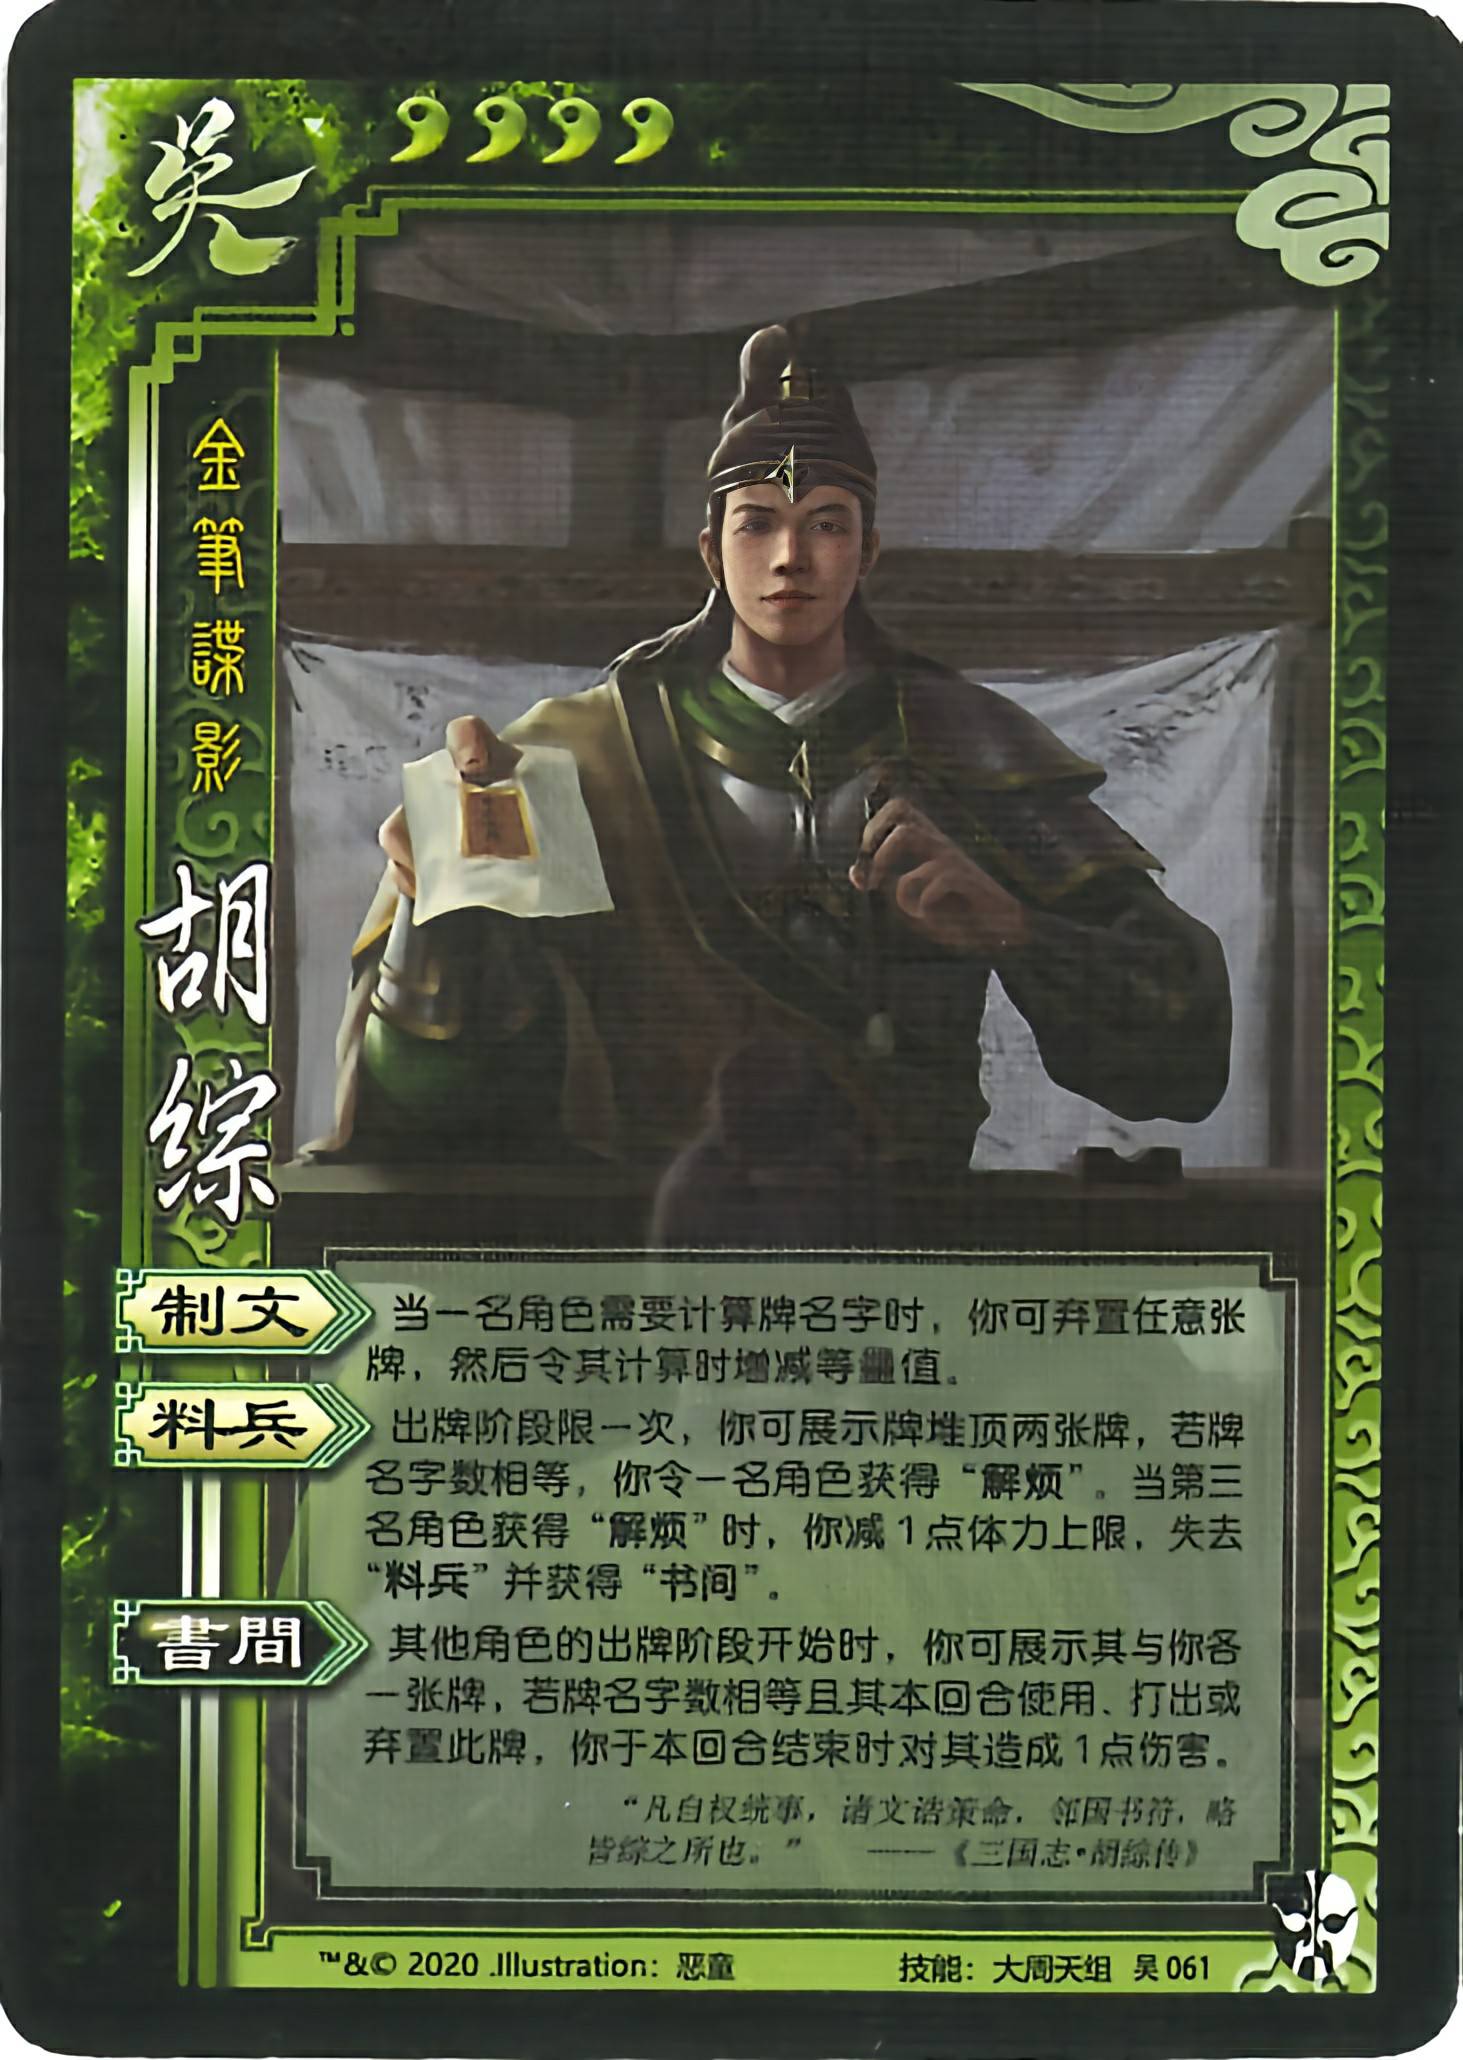 吴
金筆諜影
胡綜
制文
当一名角色需要计算牌名字时，你可弃置任意张
牌，然后令其计算时增减等量值。
料兵
出牌阶段限一次，你可展示牌堆顶两张牌，若牌
名字数相等，你令一名角色获得“解烦”。当第三
名角色获得“解烦”时，你减1点体力上限，失去
“料兵”并获得“书间”。
書間
其他角色的出牌阶段开始时，你可展示其与你各
一张牌，若牌名字数相等且其本回合使用、打出或
弃置此牌，你于本回合结束时对其造成1点伤害。
“凡自权统事，诸文诰策命，邻国书符，略
皆综之所也。” ——《三国志·胡综传》
™&© 2020 .Illustration：恶童
技能：大周天组 吴 061